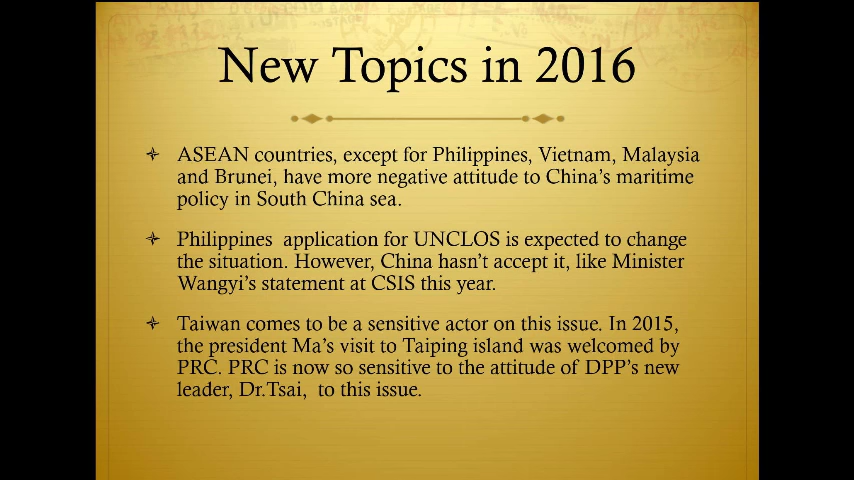 New Topics in 2016
ASEAN countries, except for Philippines, Vietnam, Malaysia
and Brunei, have more negative attitude to China's maritime
policy in South China sea.
Philippines application for UNCLOS is expected to change
the situation. However, China hasn't accept it, like Minister
Wangyi's statement at CSIS this year.
Taiwan comes to be a sensitive actor on this issue. In 2015,
the president Ma's visit to Taiping island was welcomed by
PRC. PRC is now so sensitive to the attitude of DPP's new
leader, Dr.Tsai, to this issue.